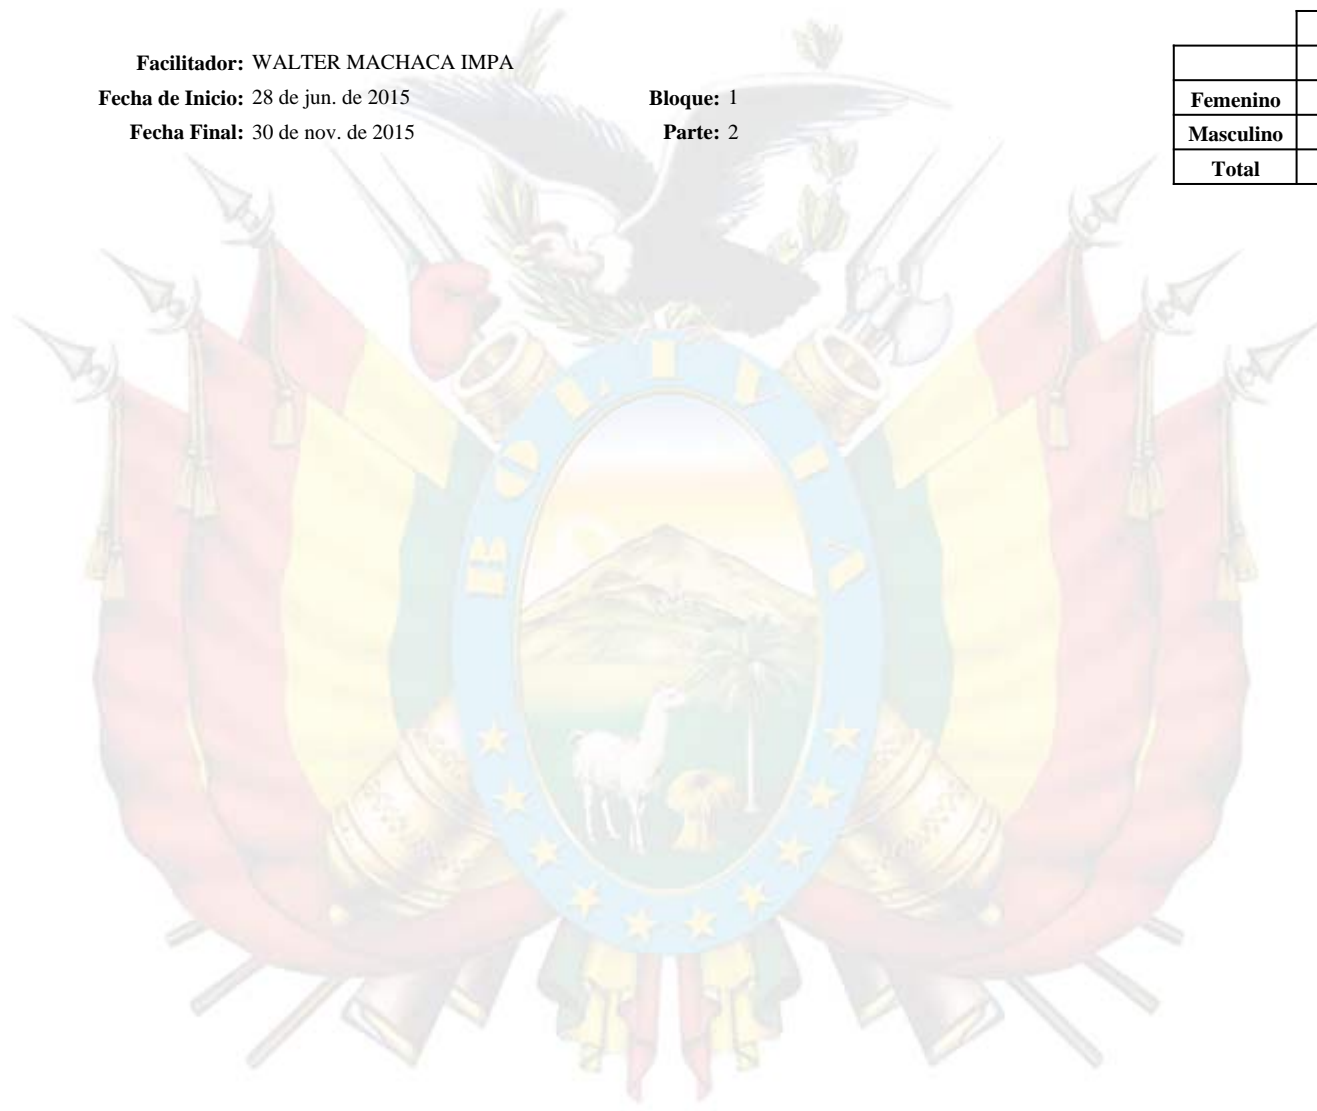 Facilitador: WALTER MACHACA IMPA
Fecha de Inicio: 28 de jun. de 2015
Bloque: 1
Fecha Final: 30 de nov. de 2015
Parte: 2
Femenino
Masculino
Total
BOLIVIA